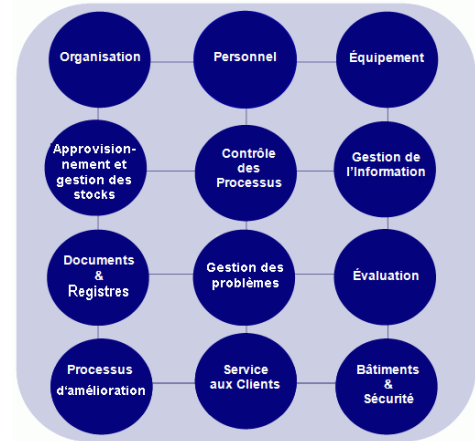 Organisation
Personnel
Équipement
Approvision-
nement et
gestion des
stocks
Contrôle
des
Processus
Gestion de
l'Information
Documents
&
Registres
Gestion des
problèmes
Évaluation
Processus
d'amélioration
Service
aux Clients
Bâtiments
&
Sécurité